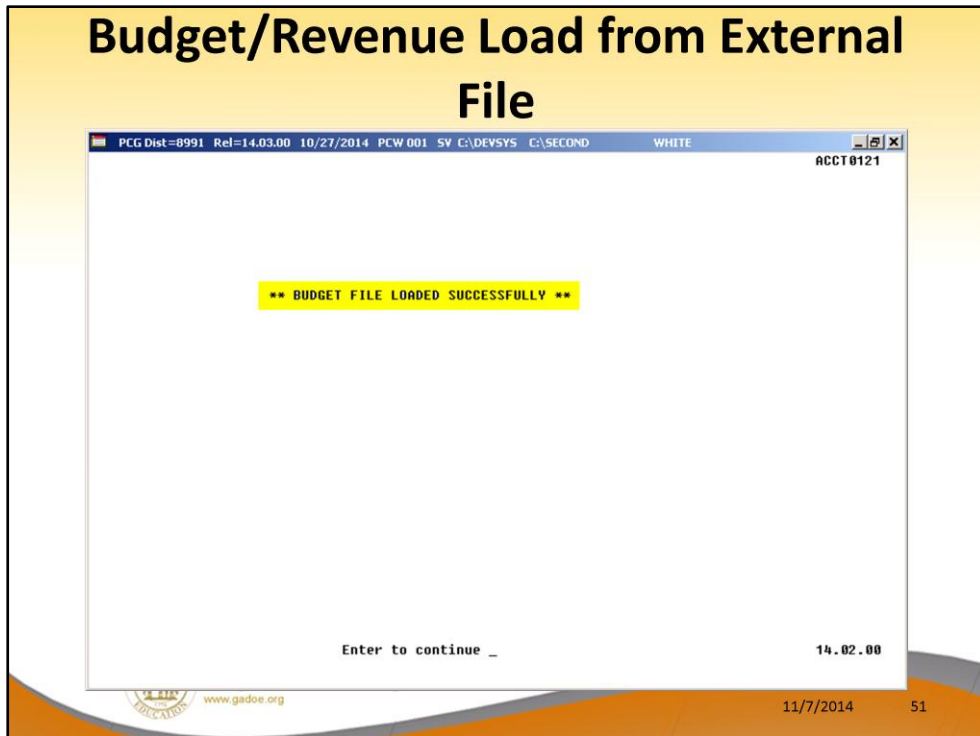 Budget/Revenue Load from External
File
PCG Dist=8991 Rel=14.03.00 10/27/2014 PCW 001 SV C:\DEVSYS C:\SECOND WHITE
ACCT0121
** BUDGET FILE LOADED SUCCESSFULLY **
Enter to continue _
14.02.00
EDUCATION
www.gadoe.org
11/7/2014
51